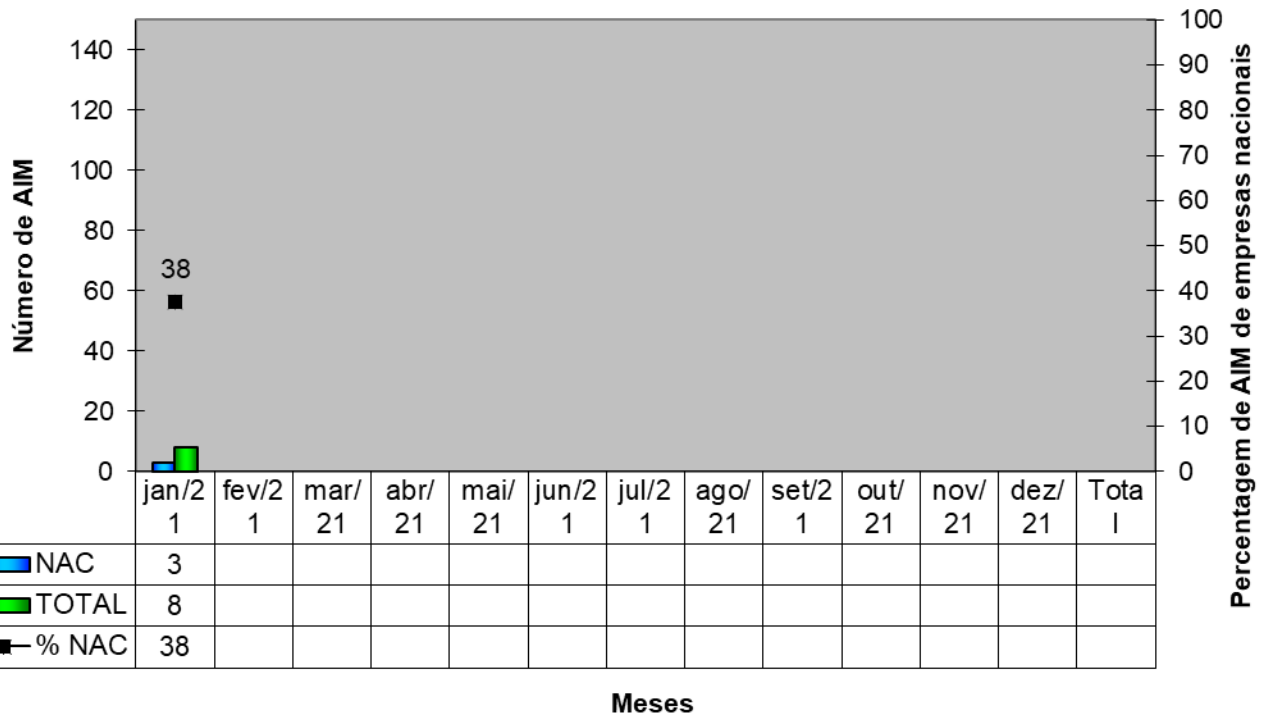 Número de AIM
140
120
100
80
60
40
20
0
38
100
90
80
70
60
50
40
30
20
10
0
Percentagem de AIM de empresas nacionais
jan/2
1
fev/2
1
mar/
21
abr/
21
mai/
21
jun/2
1
jul/2
1
ago/
21
set/2
1
out/
21
nov/
21
dez/
21
Tota
l
NAC 3
TOTAL 8
% NAC 38
Meses